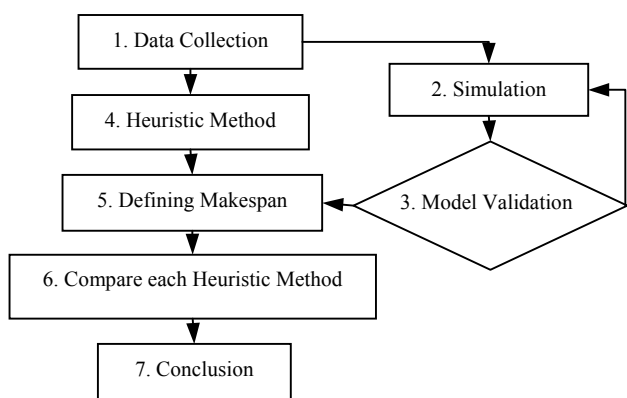 1. Data Collection
2. Simulation
3. Model Validation
4. Heuristic Method
5. Defining Makespan
6. Compare each Heuristic Method
7. Conclusion